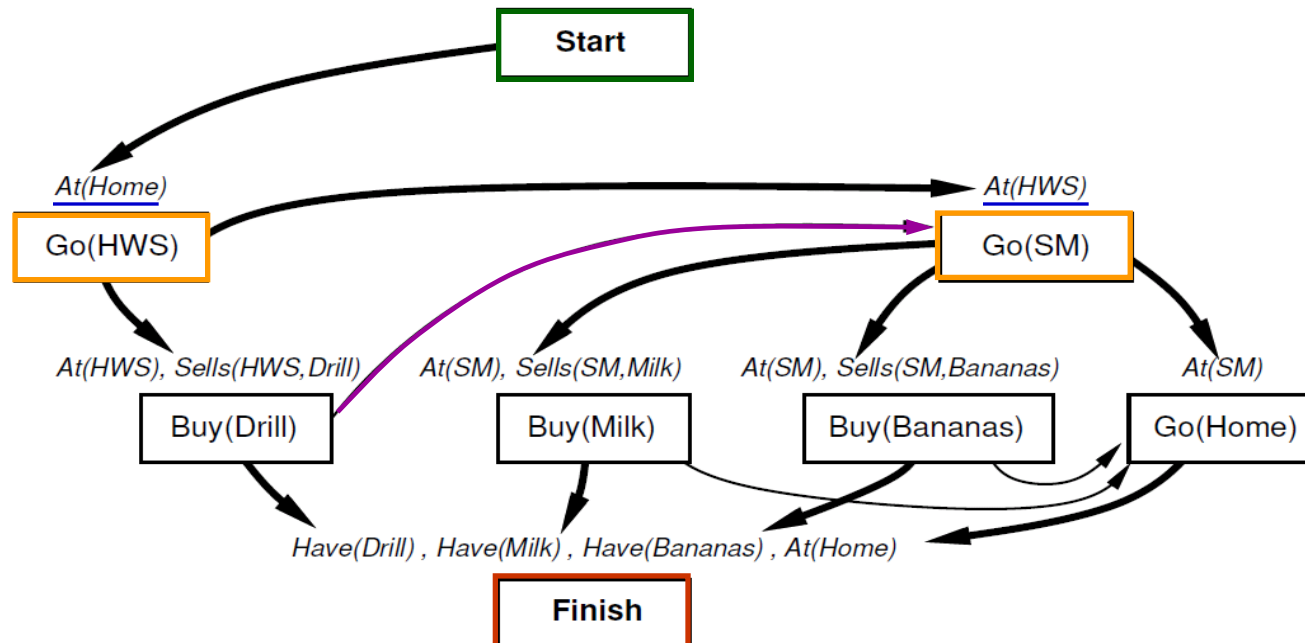 Start
At(Home)
At(HWS)
Go(HWS)
Go(SM)
At(HWS), Sells(HWS,Drill)
At(SM), Sells(SM,Milk)
At(SM), Sells(SM,Bananas)
At(SM)
Buy(Drill)
Buy(Milk)
Buy(Bananas)
Go(Home)
Have(Drill) , Have(Milk) , Have(Bananas) , At(Home)
Finish